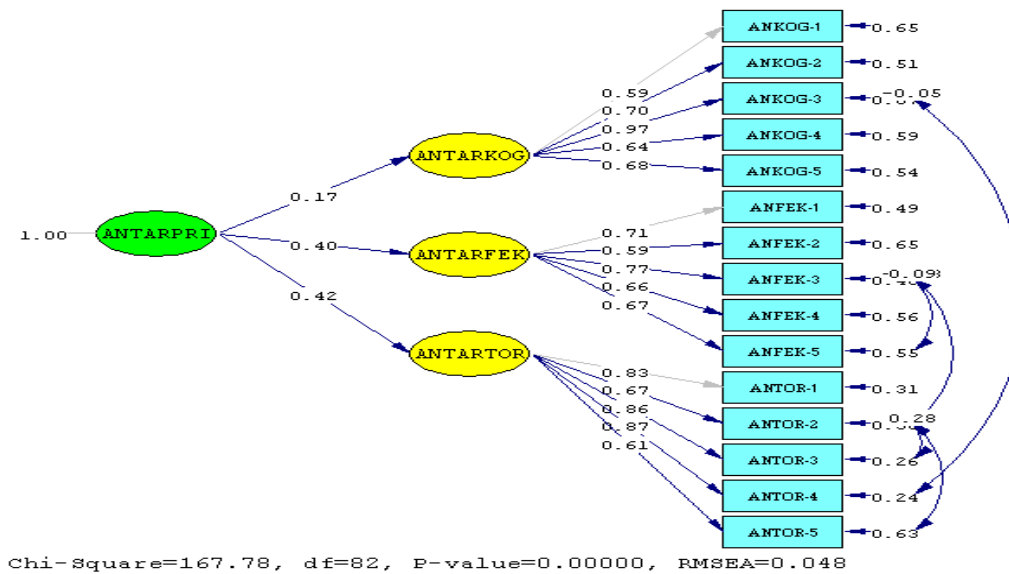 ANKOG-1
0.65
ANKOG-2
0.51
ANKOG-3
-0.05
ANKOG-4
0.59
ANKOG-5
0.54
ANFEK-1
0.49
ANFEK-2
0.65
ANFEK-3
-0.09
ANFEK-4
0.56
ANFEK-5
0.55
ANTOR-1
0.31
ANTOR-2
0.28
ANTOR-3
0.26
ANTOR-4
0.24
ANTOR-5
0.63
0.59
0.70
0.97
0.64
0.68
ANTARKOG
0.71
0.59
0.77
0.66
0.67
ANTARFEK
0.83
0.67
0.86
0.87
0.61
ANTARTOR
0.17
0.40
0.42
1.00
ANTARPRI
Chi-Square=167.78, df=82, P-value=0.00000, RMSEA=0.048